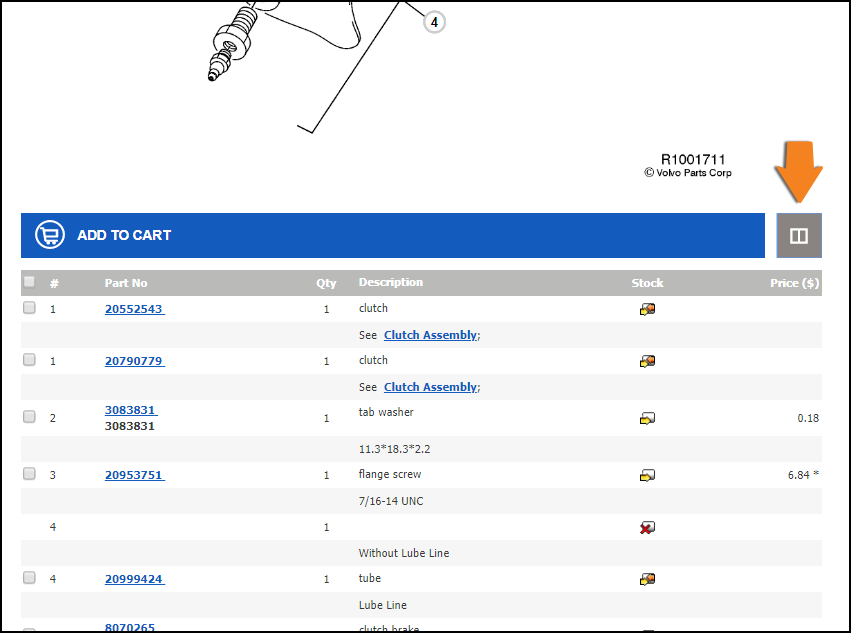 4
R1001711
© Volvo Parts Corp
ADD TO CART
# Part No Qty Description Stock Price ($)
1 20552543 1 clutch
See Clutch Assembly;
1 20790779 1 clutch
See Clutch Assembly;
2 3083831 1 tab washer 0.18
3083831
11.3*18.3*2.2
3 20953751 1 flange screw 6.84 *
7/16-14 UNC
4 1
Without Lube Line
4 20999424 1 tube
Lube Line
8070265 clutch brake